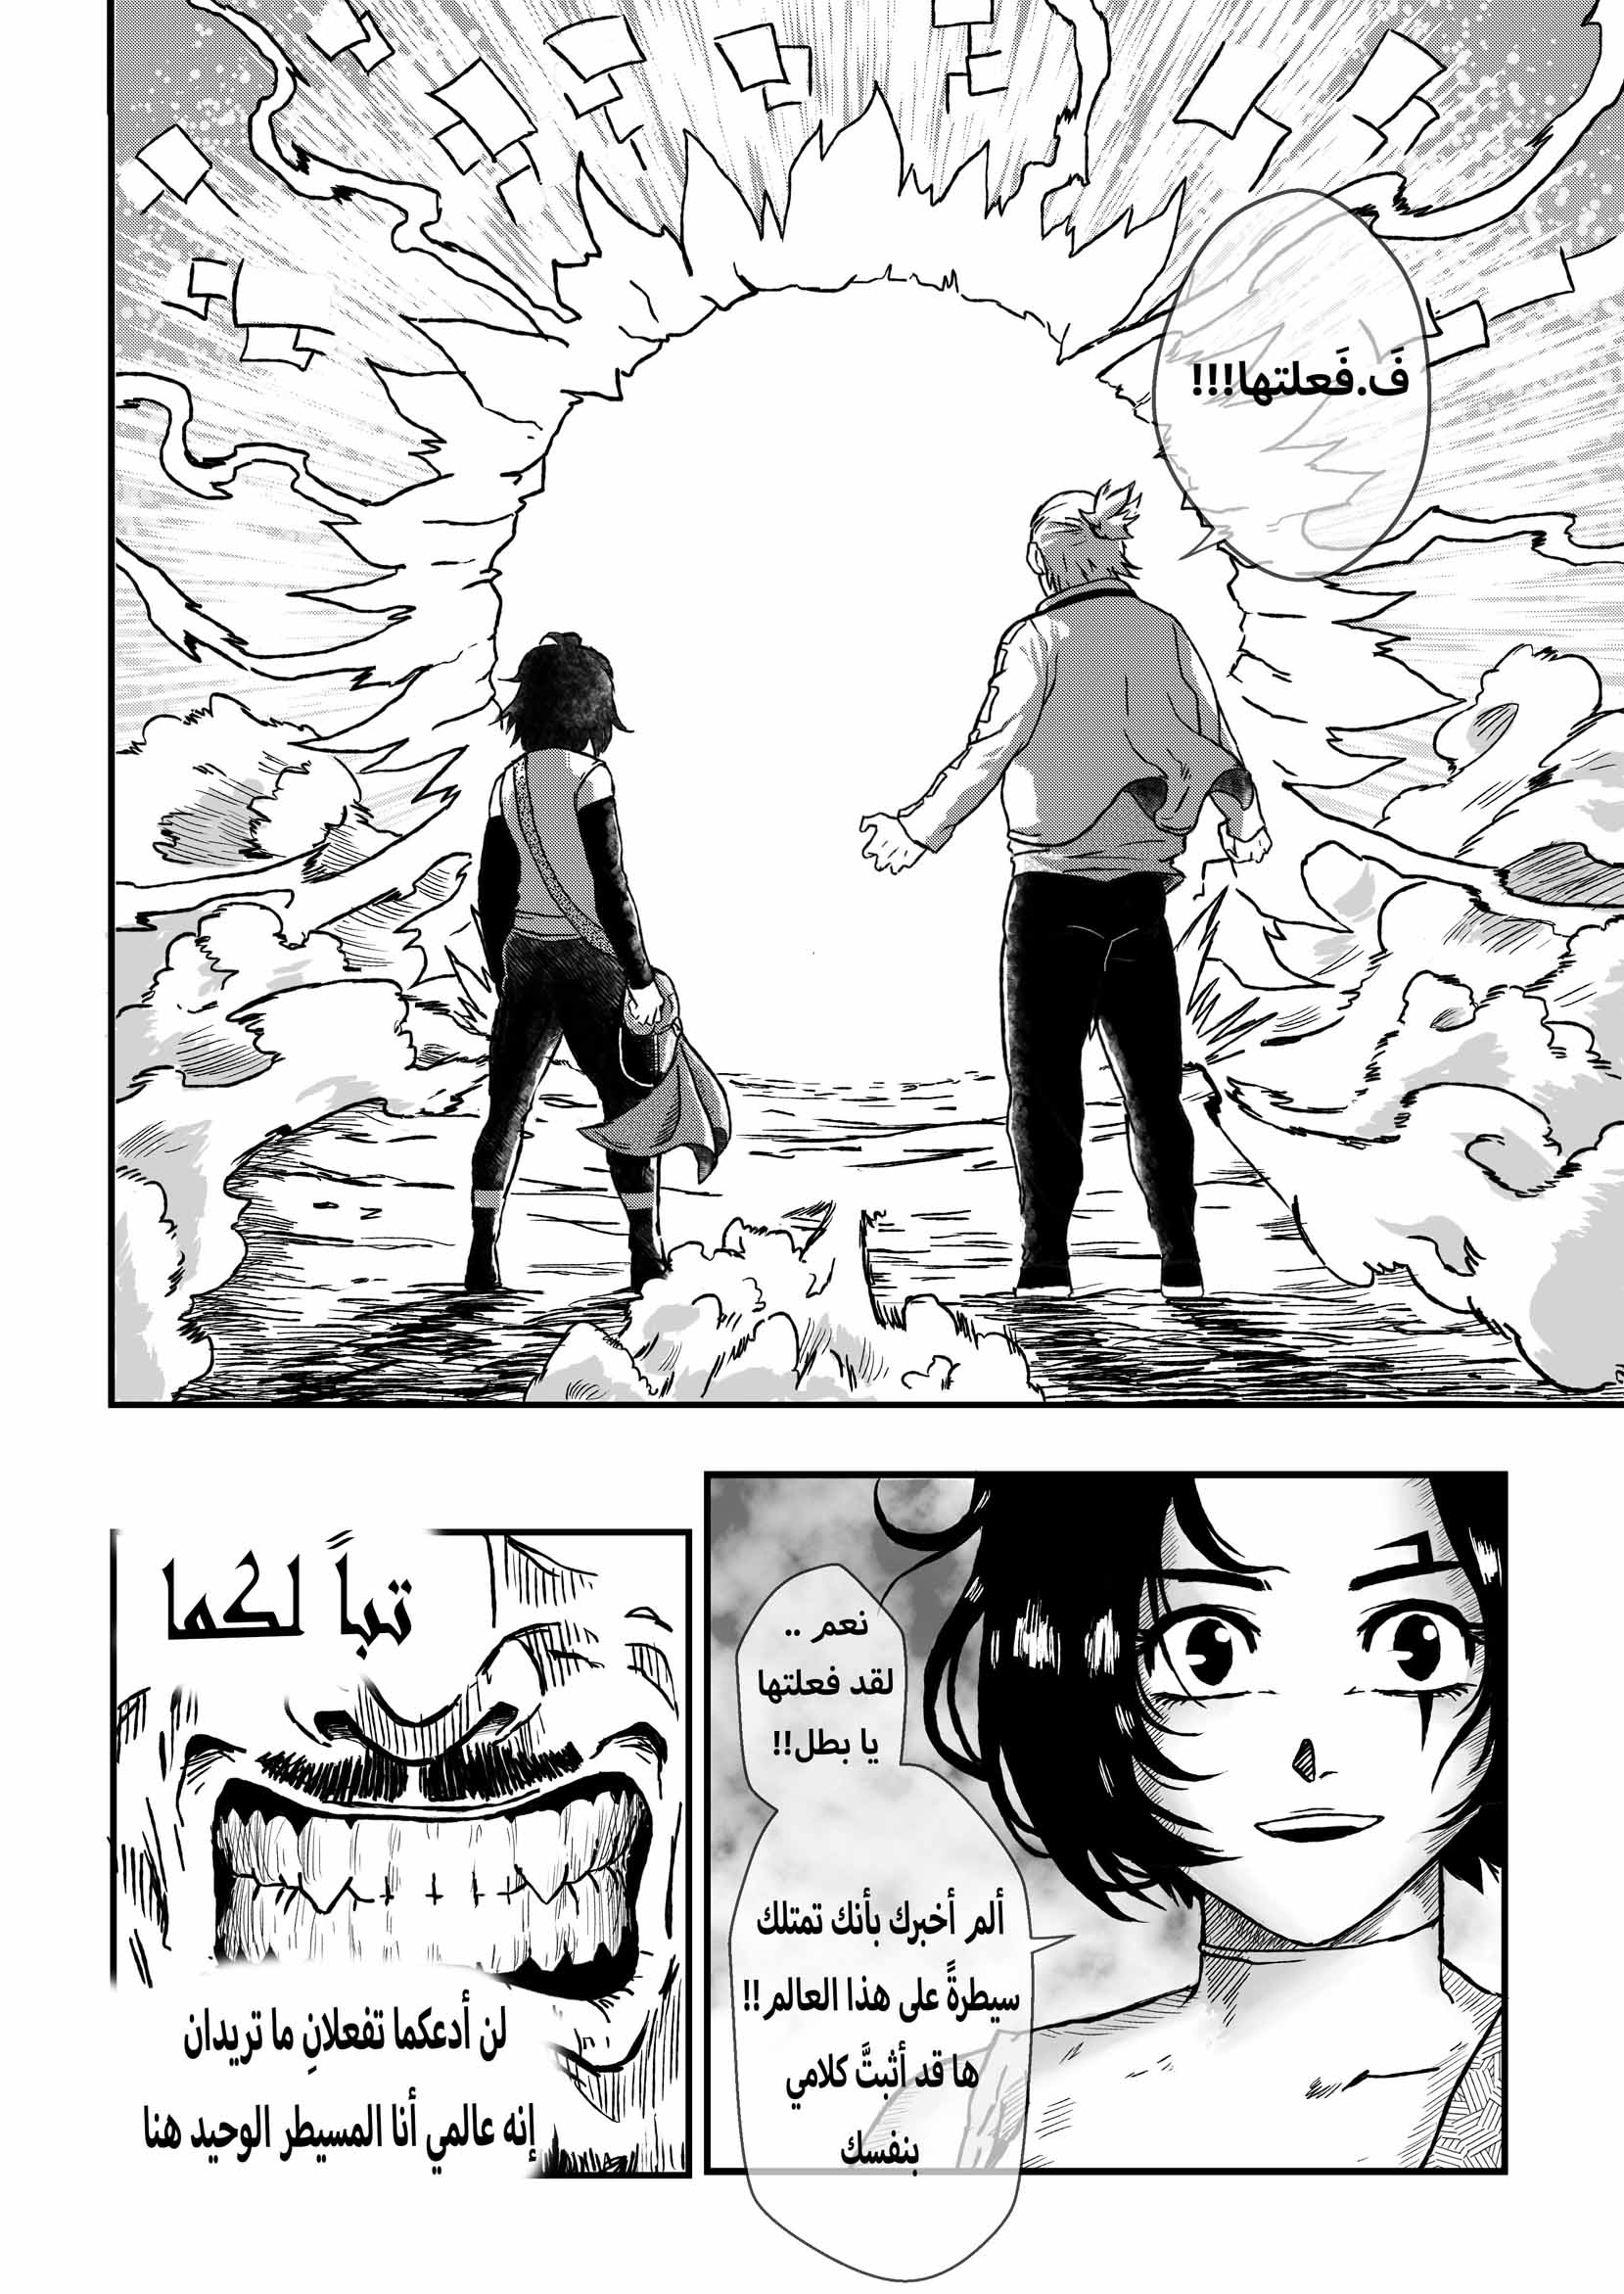 فَ.فَعلتها!!!
نعم ..
لقد فعلتها
يا بطل!!
ألم أخبرك بأنك تمتلك
سيطرةً على هذا العالم!!
ها قد أثبتَّ كلامي
بنفسك
تباً لكما
لن أدعكما تفعلانِ ما تريدان
إنه عالمي أنا المسيطر الوحيد هنا